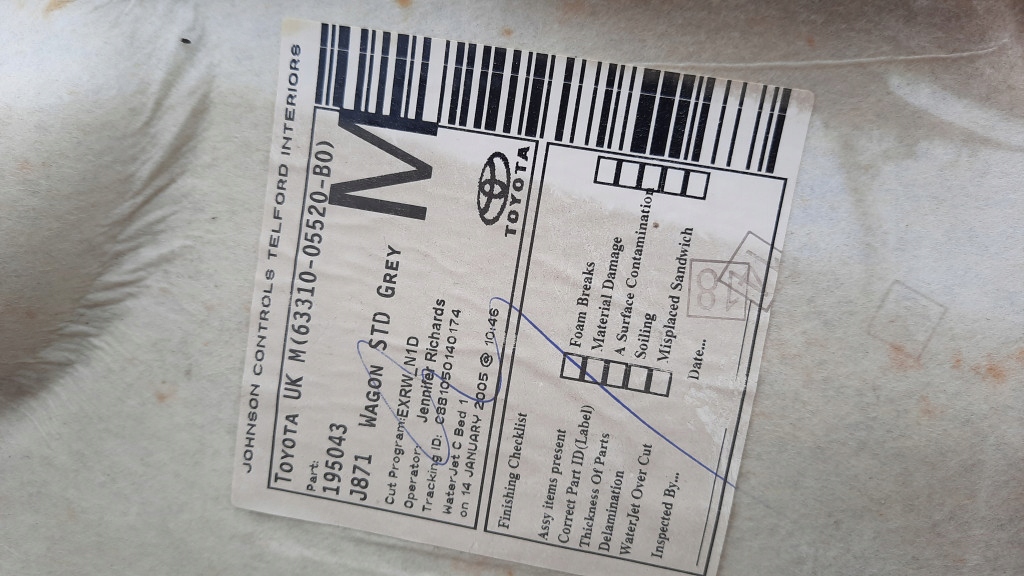 JOHNSON CONTROLS TELFORD INTERIORS
TOYOTA UK M(63310-05520-B0)
Part:
195043
J871 WAGON STD GREY
M
Cut Program:EXRW_N1D
Operator: Jennifer Richards
Tracking ID:
WaterJet C Bed 1
on 14 JANUARY 2005 @ 10:46
TOYOTA
Finishing Checklist
Assy items present
Correct Part ID(Label)
Thickness Of Parts
Delamination
WaterJet Over Cut
Foam Breaks
Material Damage
A Surface Contamination
Soiling
Misplaced Sandwich
Inspected By...
Date...